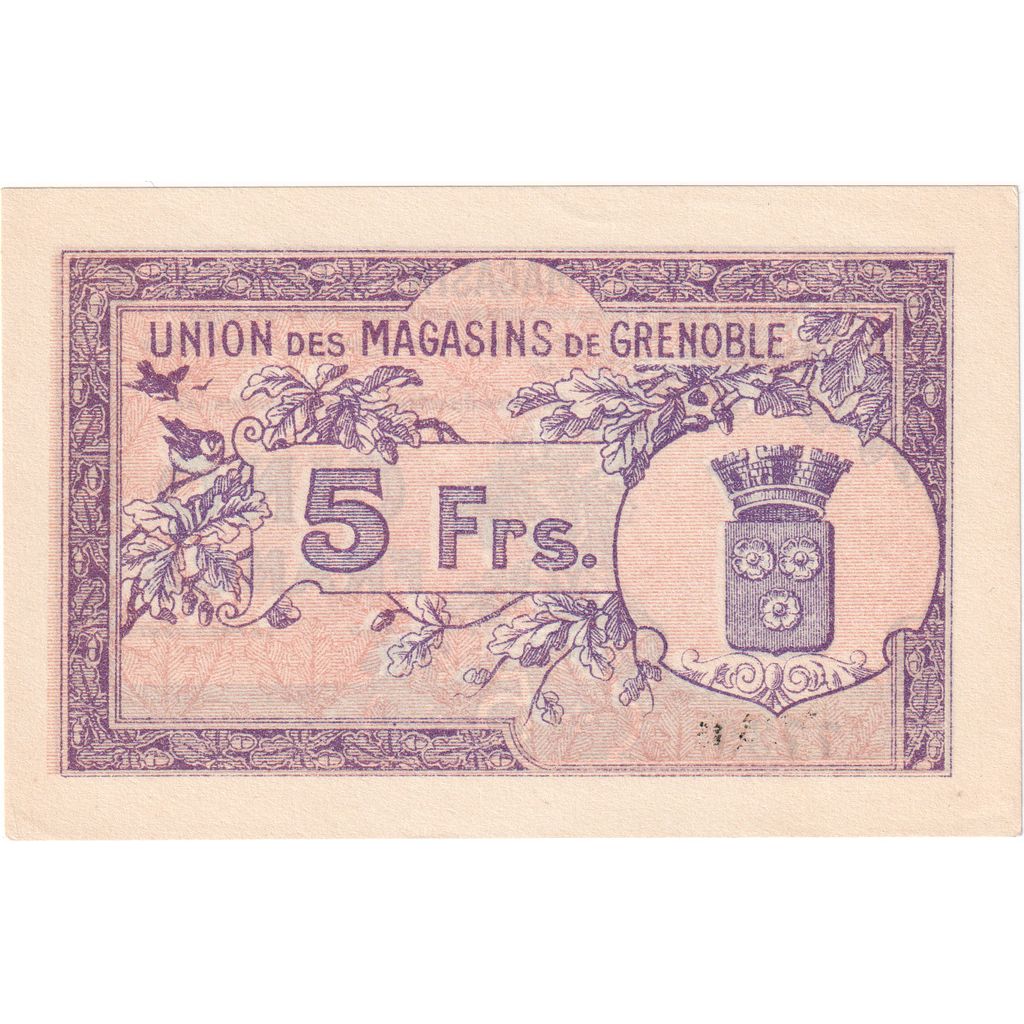 UNION DES MAGASINS DE GRENOBLE
5 Frs.